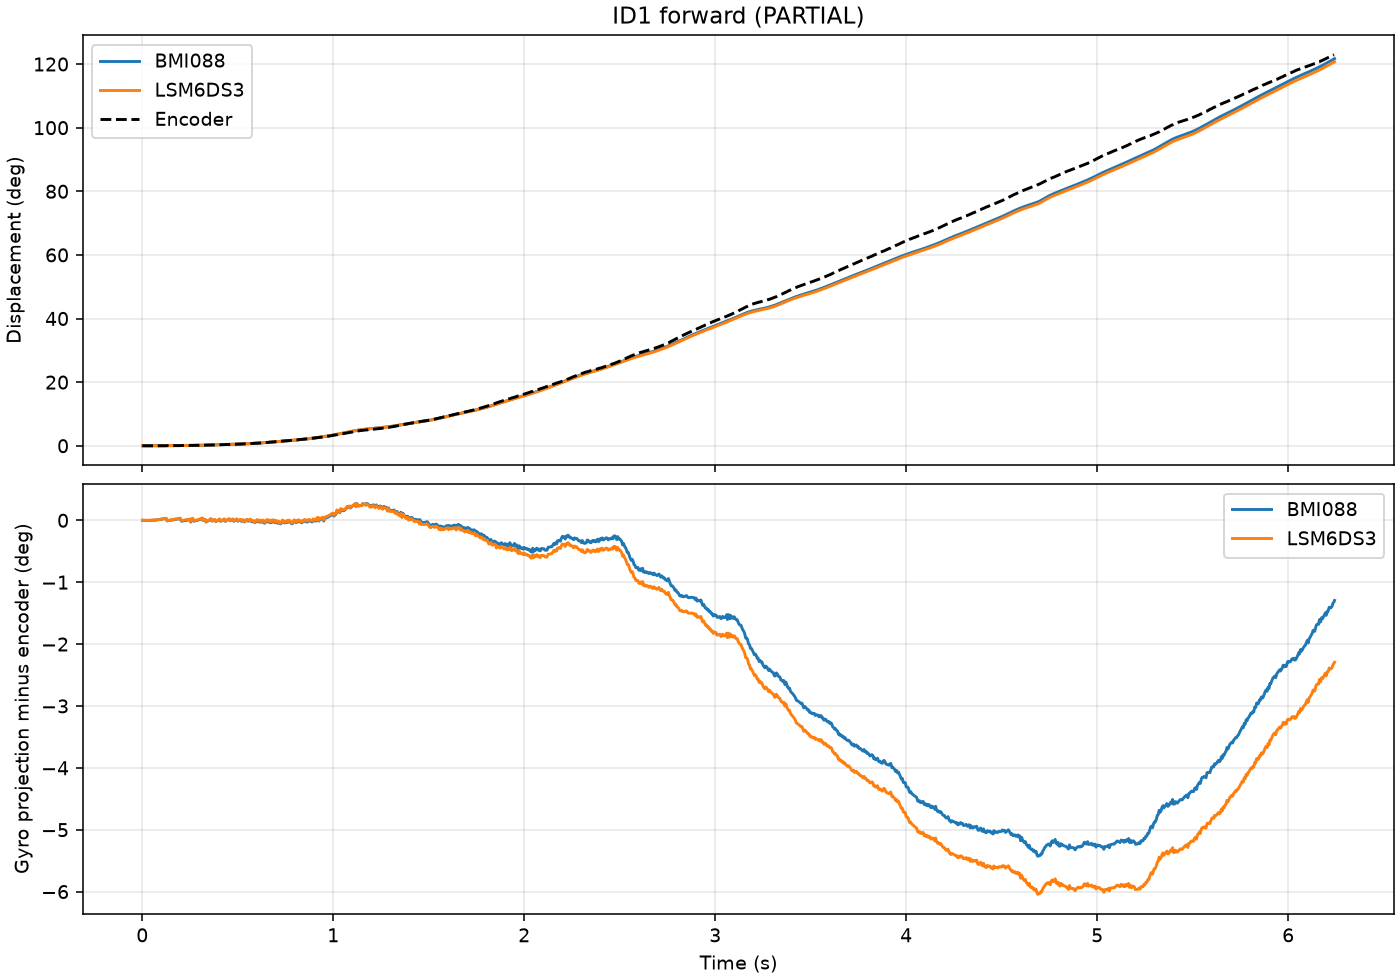 ID1 forward (PARTIAL)
BMI088
LSM6DS3
Encoder
Displacement (deg)
120
100
80
60
40
20
0
BMI088
LSM6DS3
Gyro projection minus encoder (deg)
0
−1
−2
−3
−4
−5
−6
0 1 2 3 4 5 6
Time (s)